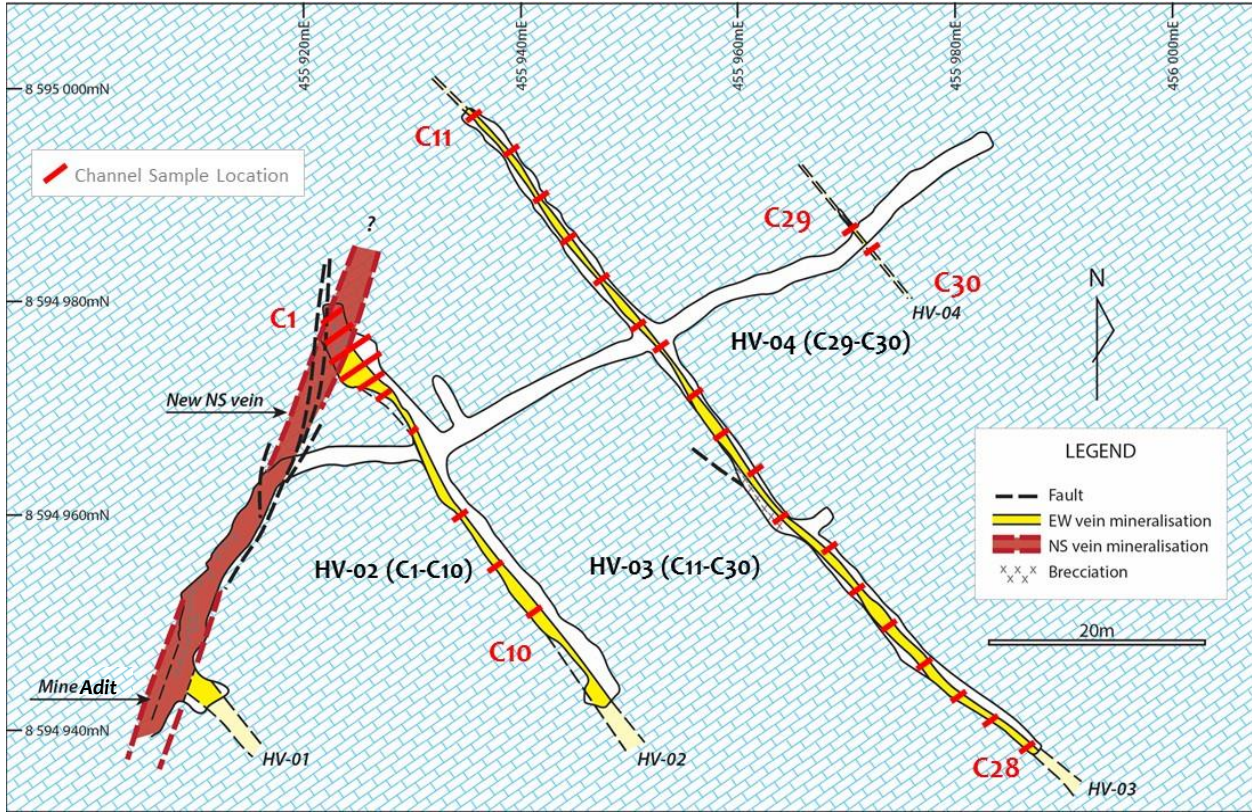 455 920mE
455 940mE
455 960mE
455 980mE
456 000mE
8 595 000mN
C11
Channel Sample Location
C29
?
C30
8 594 980mN
N
C1
HV-04
HV-04 (C29-C30)
New NS vein
LEGEND
Fault
EW vein mineralisation
NS vein mineralisation
Brecciation
8 594 960mN
HV-02 (C1-C10)
HV-03 (C11-C30)
20m
C10
Mine Adit
8 594 940mN
HV-01
HV-02
C28
HV-03